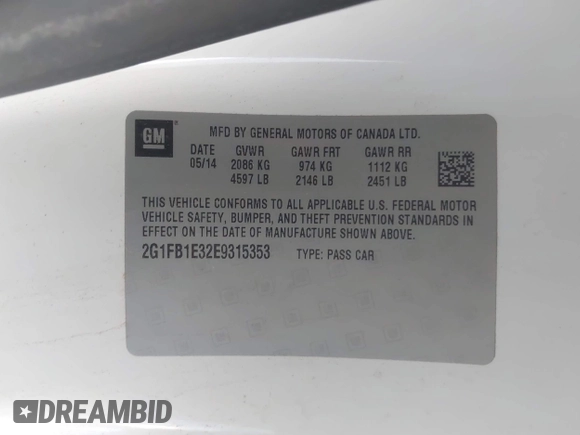 GM
MFD BY GENERAL MOTORS OF CANADA LTD.
DATE GVWR GAWR FRT GAWR RR
05/14 2086 KG 974 KG 1112 KG
4597 LB 2146 LB 2451 LB
THIS VEHICLE CONFORMS TO ALL APPLICABLE U.S. FEDERAL MOTOR
VEHICLE SAFETY, BUMPER, AND THEFT PREVENTION STANDARDS IN
EFFECT ON THE DATE OF MANUFACTURE SHOWN ABOVE.
2G1FB1E32E9315353 TYPE: PASS CAR
DREAMBID